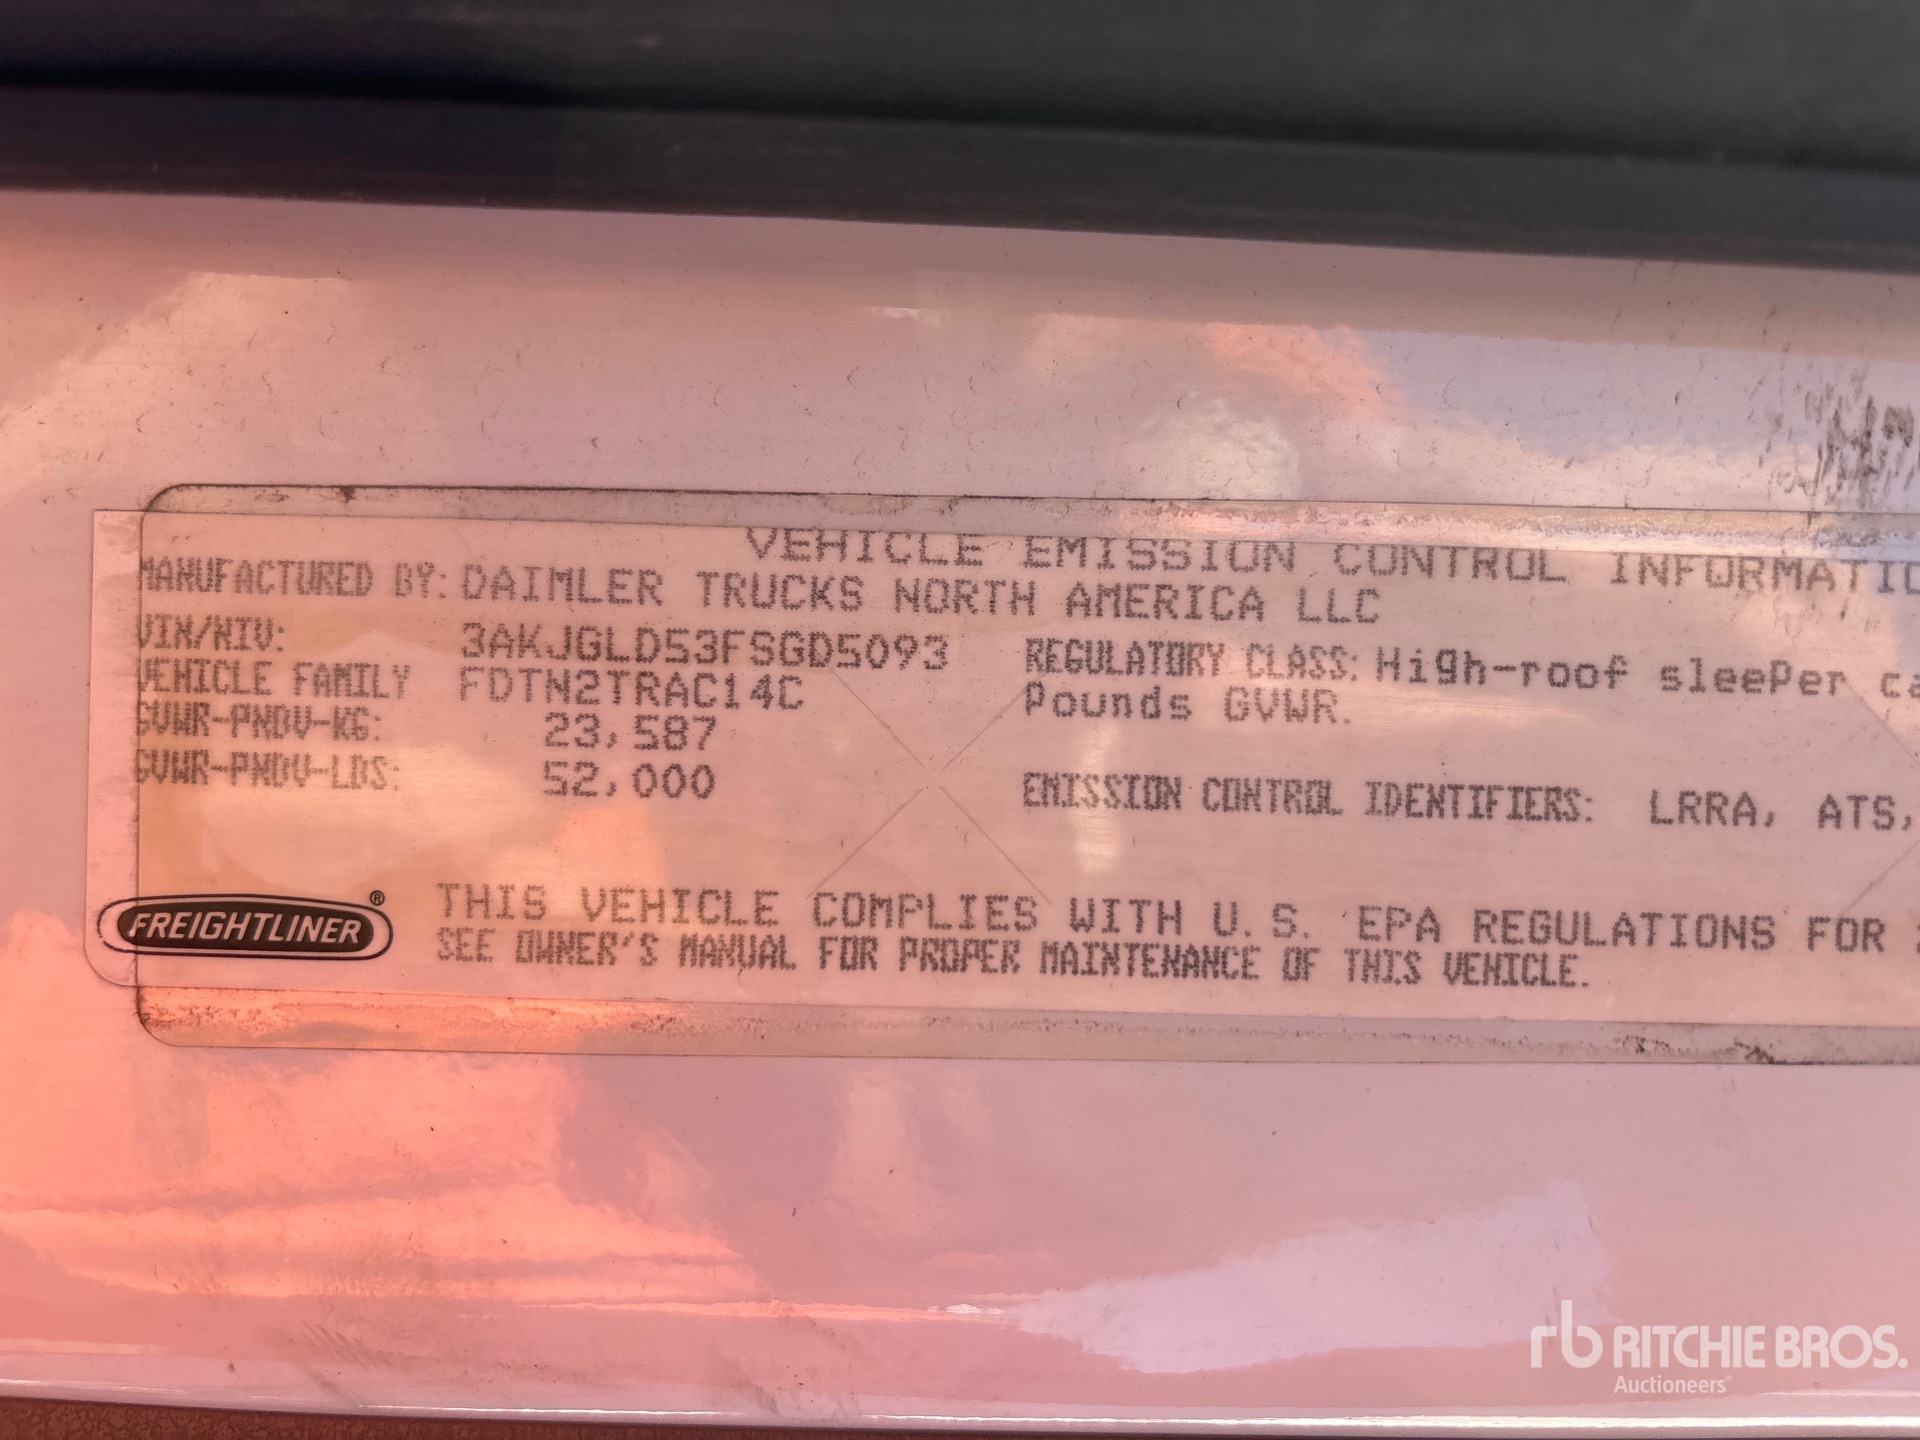 VEHICLE EMISSION CONTROL INFORMATIO
MANUFACTURED BY: DAIMLER TRUCKS NORTH AMERICA LLC
VIN/NIV: 3AKJGLD53FSGD5093 REGULATORY CLASS: High-roof sleePer ca
VEHICLE FAMILY FDTN2TRAC14C Pounds GVWR.
GVWR-PNBV-KG: 23,587
GVWR-PNBV-LBS: 52,000 EMISSION CONTROL IDENTIFIERS: LRRA, ATS,
FREIGHTLINER®
THIS VEHICLE COMPLIES WITH U.S. EPA REGULATIONS FOR
SEE OWNER'S MANUAL FOR PROPER MAINTENANCE OF THIS VEHICLE.
rb RITCHIE BROS.
Auctioneers